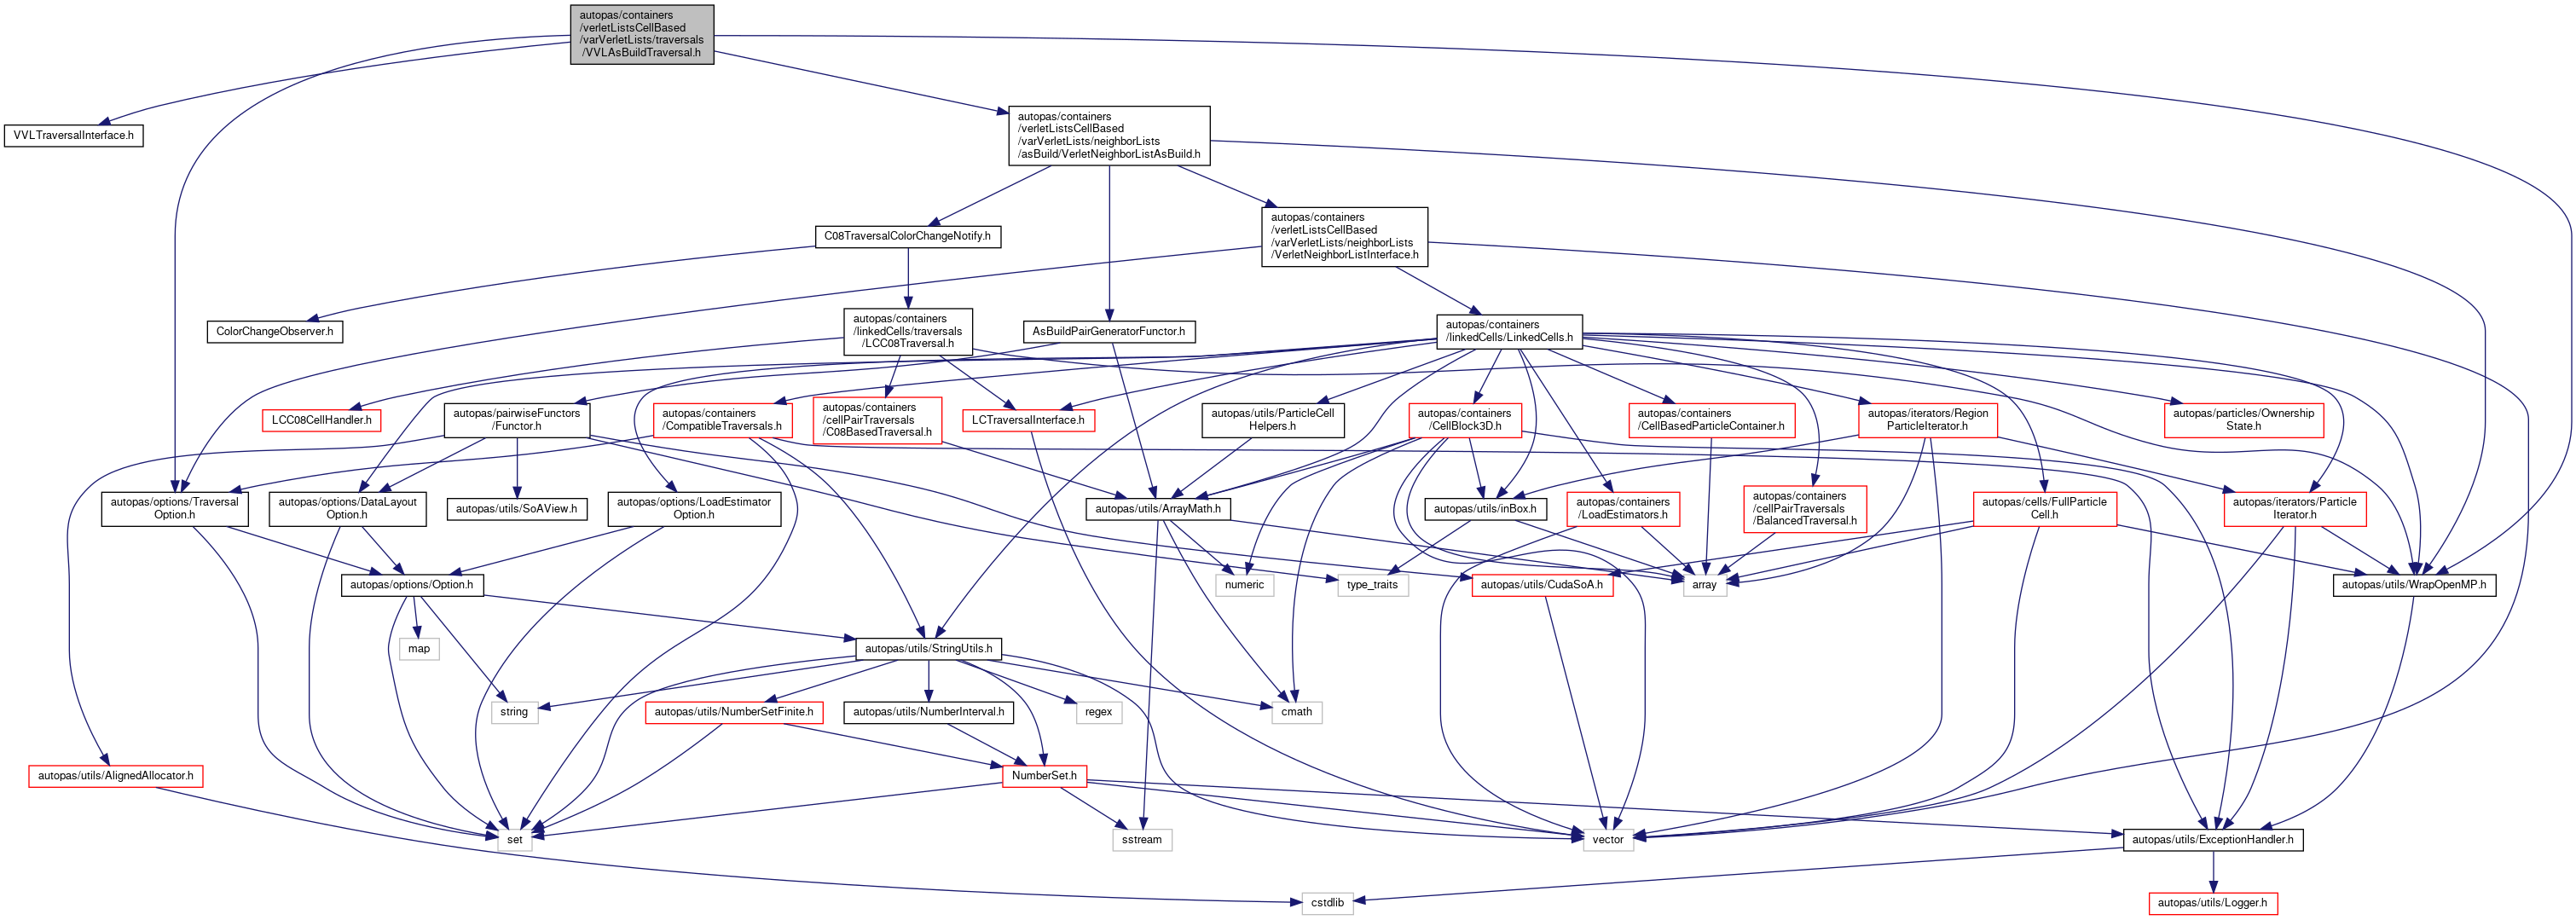 autopas/containers
/verletListsCellBased
/varVerletLists/traversals
/VVLAsBuildTraversal.h
VVLTraversalInterface.h
autopas/containers
/verletListsCellBased
/varVerletLists/neighborLists
/asBuild/VerletNeighborListAsBuild.h
C08TraversalColorChangeNotify.h
autopas/containers
/verletListsCellBased
/varVerletLists/neighborLists
/VerletNeighborListInterface.h
ColorChangeObserver.h
autopas/containers
/linkedCells/traversals
/LCC08Traversal.h
AsBuildPairGeneratorFunctor.h
autopas/containers
/linkedCells/LinkedCells.h
LCC08CellHandler.h
autopas/pairwiseFunctors
/Functor.h
autopas/containers
/CompatibleTraversals.h
autopas/containers
/cellPairTraversals
/C08BasedTraversal.h
LCTraversalInterface.h
autopas/utils/ParticleCell
Helpers.h
autopas/containers
/CellBlock3D.h
autopas/containers
/CellBasedParticleContainer.h
autopas/iterators/Region
ParticleIterator.h
autopas/particles/Ownership
State.h
autopas/options/Traversal
Option.h
autopas/options/DataLayout
Option.h
autopas/utils/SoAView.h
autopas/options/LoadEstimator
Option.h
autopas/utils/ArrayMath.h
autopas/utils/inBox.h
autopas/containers
/LoadEstimators.h
autopas/containers
/cellPairTraversals
/BalancedTraversal.h
autopas/cells/FullParticle
Cell.h
autopas/iterators/Particle
Iterator.h
autopas/options/Option.h
numeric
type_traits
autopas/utils/CudaSoA.h
array
autopas/utils/WrapOpenMP.h
map
autopas/utils/StringUtils.h
string
autopas/utils/NumberSetFinite.h
autopas/utils/NumberInterval.h
regex
cmath
autopas/utils/AlignedAllocator.h
NumberSet.h
set
sstream
vector
autopas/utils/ExceptionHandler.h
cstdlib
autopas/utils/Logger.h